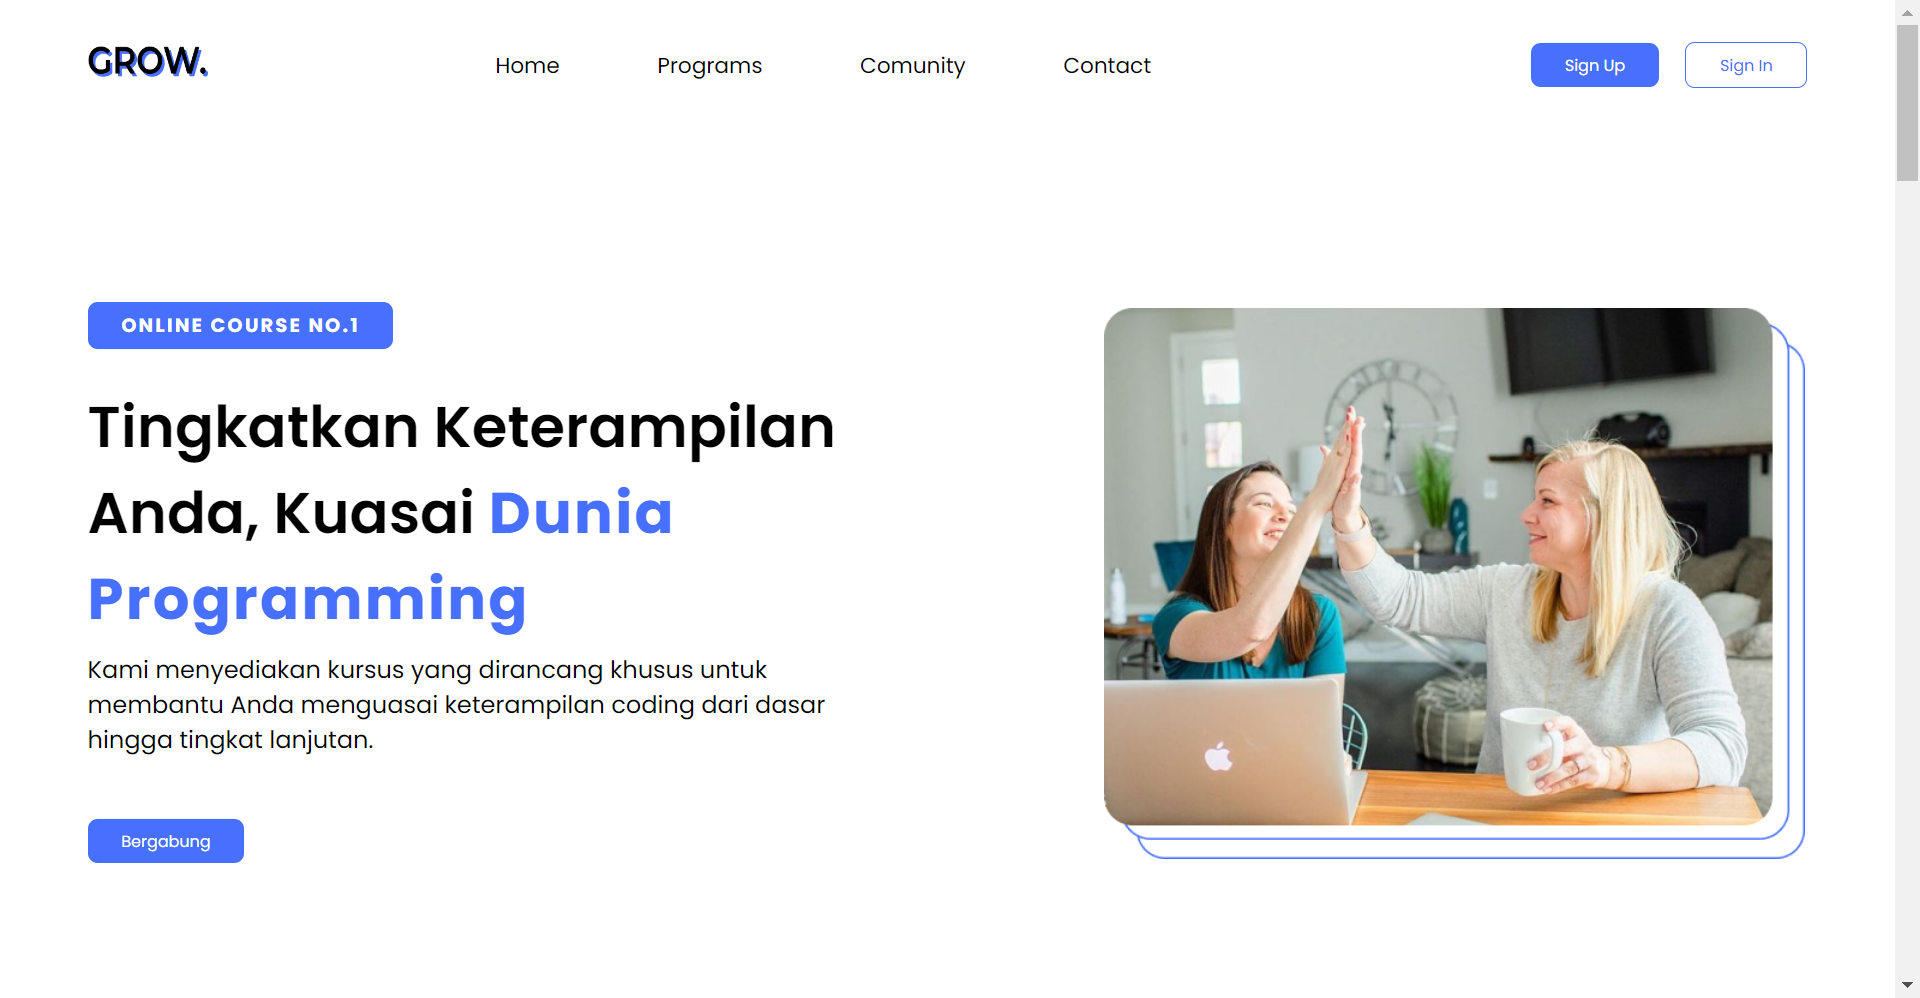 GROW.
Home
Programs
Comunity
Contact
Sign Up
Sign In
ONLINE COURSE NO.1
Tingkatkan Keterampilan
Anda, Kuasai Dunia
Programming
Kami menyediakan kursus yang dirancang khusus untuk
membantu Anda menguasai keterampilan coding dari dasar
hingga tingkat lanjutan.
Bergabung